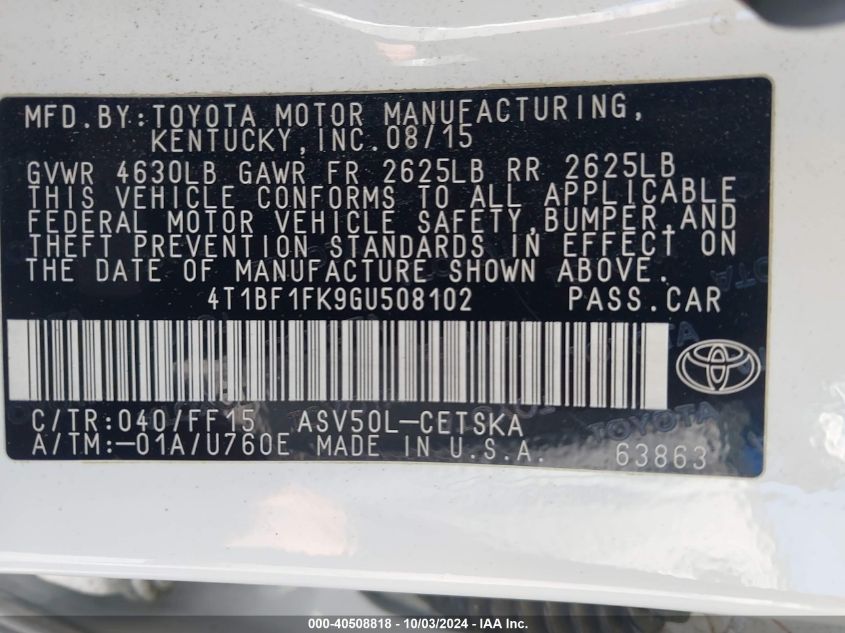 MFD.BY:TOYOTA MOTOR MANUFACTURING,
KENTUCKY,INC.08/15
GVWR 4630LB GAWR FR 2625LB RR 2625LB
THIS VEHICLE CONFORMS TO ALL APPLICABLE
FEDERAL MOTOR VEHICLE SAFETY,BUMPER,AND
THEFT PREVENTION STANDARDS IN EFFECT ON
THE DATE OF MANUFACTURE SHOWN ABOVE.
4T1BF1FK9GU508102 PASS.CAR
C/TR:040/FF15 ASV50L-CETSKA
A/TM:-01A/U760E MADE IN U.S.A. 63863
TOYOTA
000-40508818 - 10/03/2024 - IAA Inc.